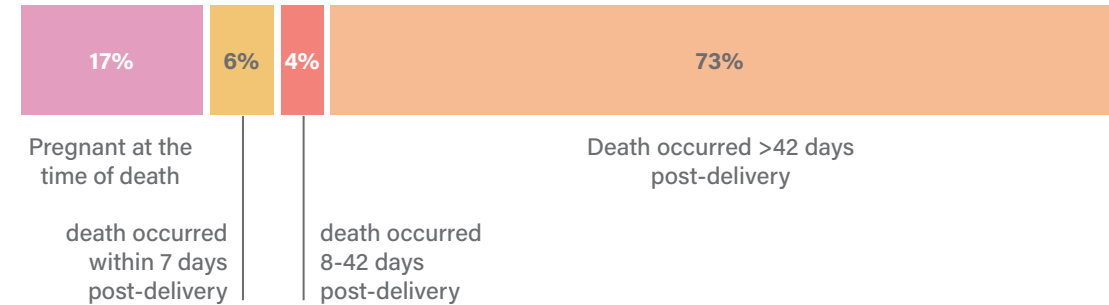 17%
6%
4%
73%
Pregnant at the
time of death
Death occurred >42 days
post-delivery
death occurred
within 7 days
post-delivery
death occurred
8-42 days
post-delivery